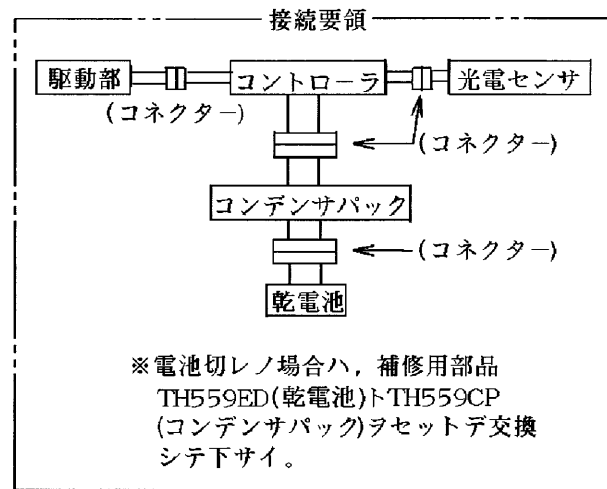 接続要領
駆動部 コントローラ 光電センサ
(コネクター)
(コネクター)
コンデンサパック
(コネクター)
乾電池
※電池切レノ場合ハ，補修用部品
TH559ED(乾電池)トTH559CP
(コンデンサパック)ヲセットデ交換
シテ下サイ。